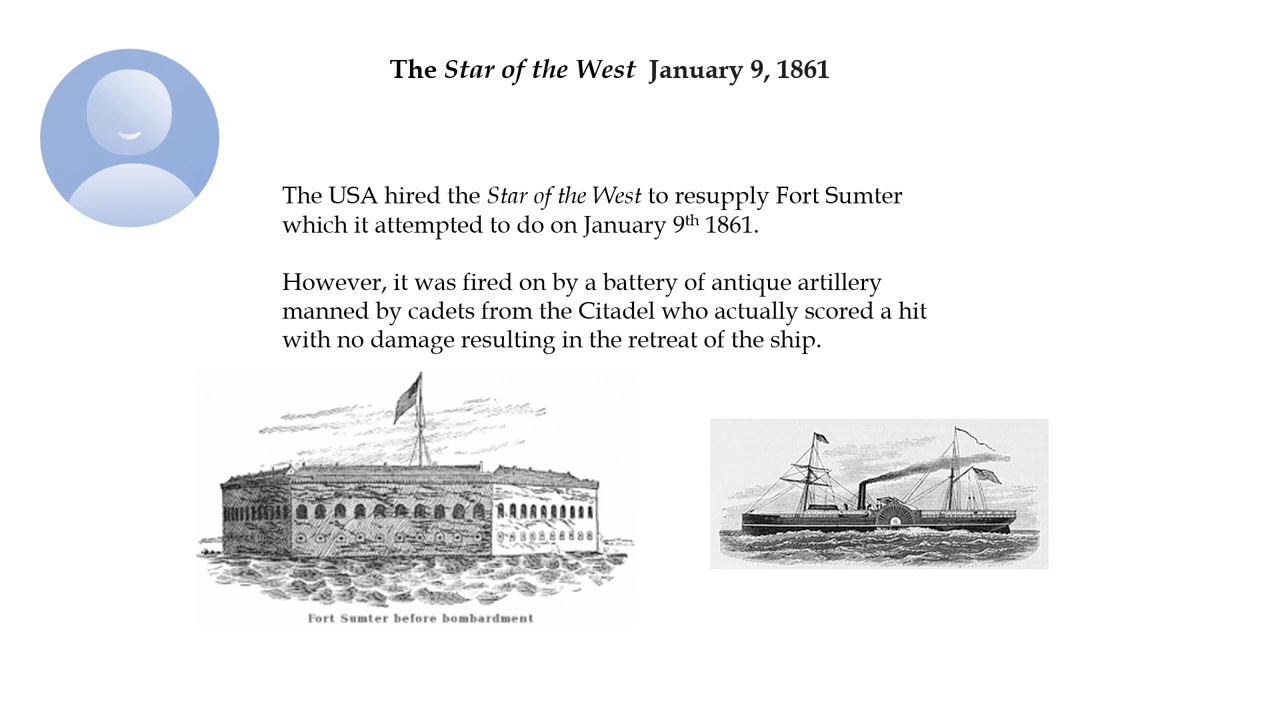 The Star of the West January 9, 1861
The USA hired the Star of the West to resupply Fort Sumter
which it attempted to do on January 9th 1861.
However, it was fired on by a battery of antique artillery
manned by cadets from the Citadel who actually scored a hit
with no damage resulting in the retreat of the ship.
Fort Sumter before bombardment